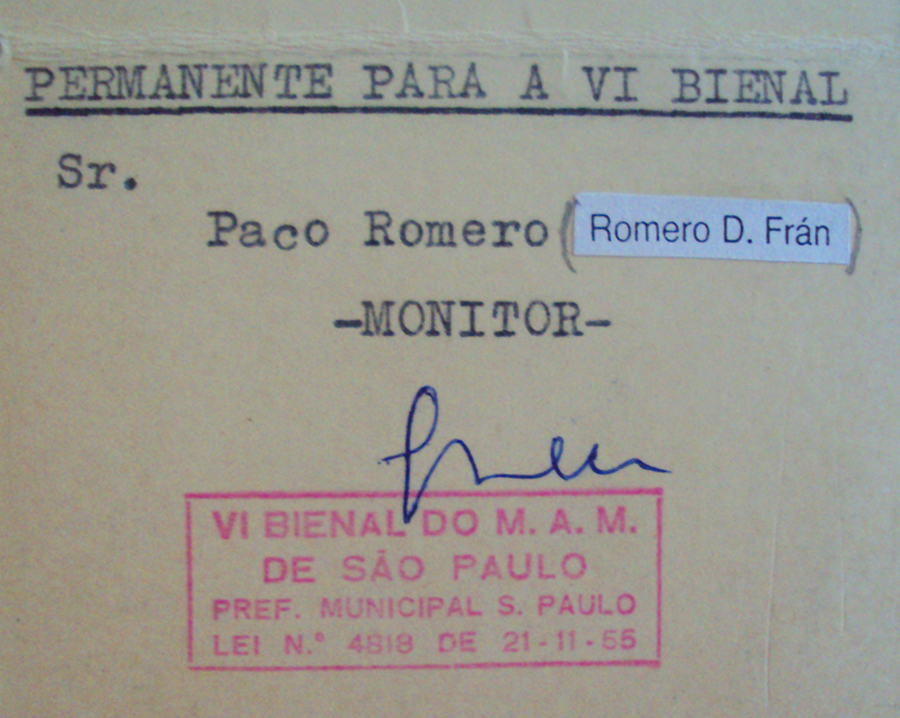 PERMANENTE PARA A VI BIENAL
Sr.
Paco Romero (Romero D. Frán)
-MONITOR-
VI BIENAL DO M. A. M.
DE SÃO PAULO
PREF. MUNICIPAL S. PAULO
LEI N.º 4818 DE 21-11-55